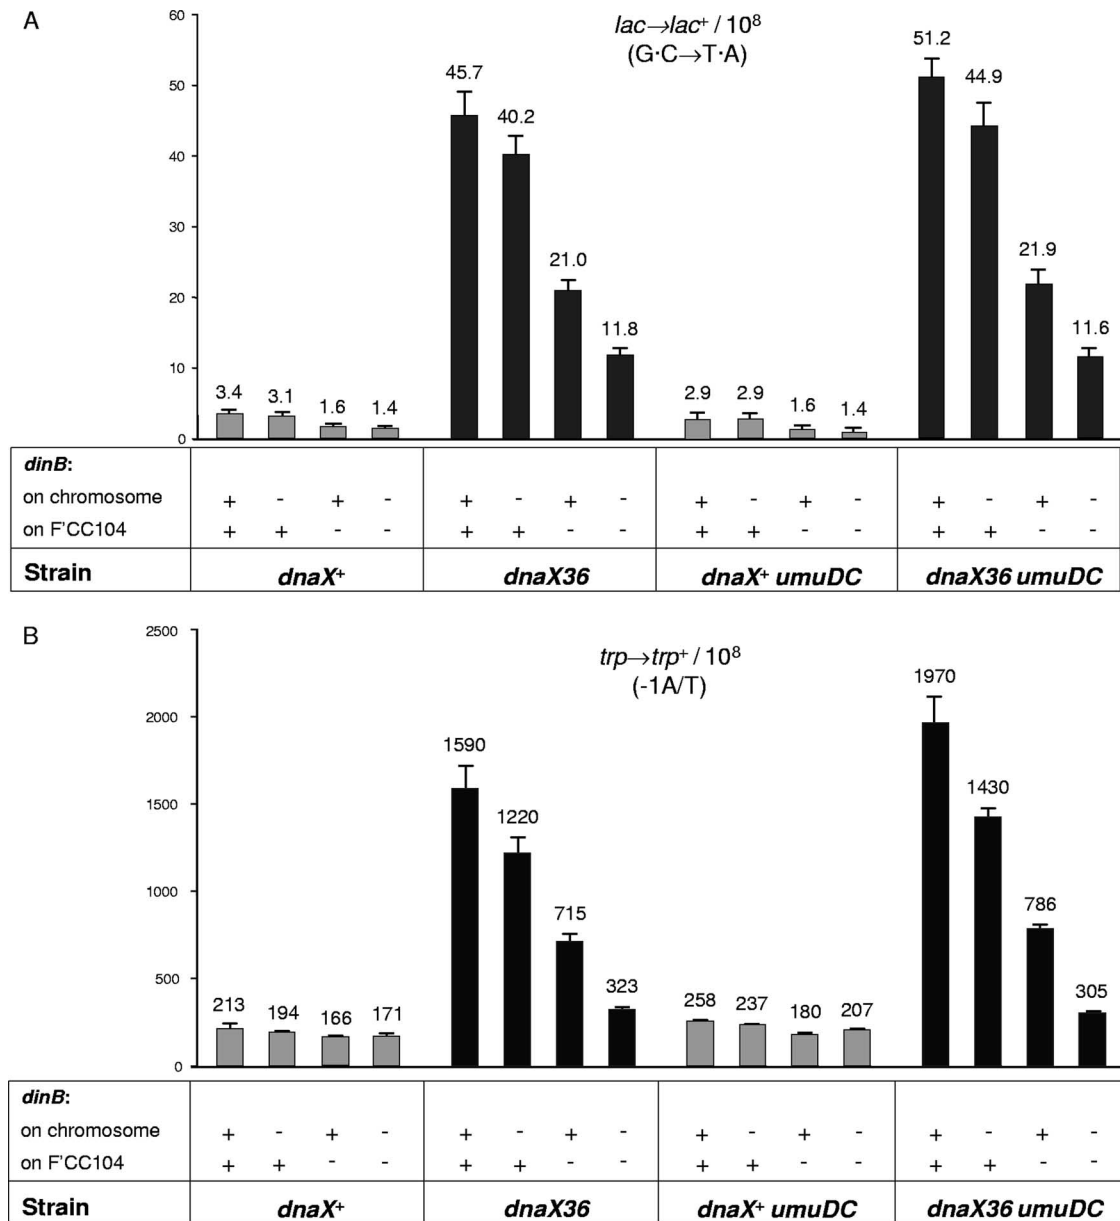 A
lac→lac⁺ / 10⁸
(G·C→T·A)
60
50
40
30
20
10
0
3.4 3.1 1.6 1.4 45.7 40.2 21.0 11.8 2.9 2.9 1.6 1.4 51.2 44.9 21.9 11.6
dinB:
on chromosome + - + - + - + - + - + - + - + -
on F'CC104 + + - - + + - - + + - - + + - -
Strain dnaX⁺ dnaX36 dnaX⁺ umuDC dnaX36 umuDC
B
trp→trp⁺ / 10⁸
(-1A/T)
2500
2000
1500
1000
500
0
213 194 166 171 1590 1220 715 323 258 237 180 207 1970 1430 786 305
dinB:
on chromosome + - + - + - + - + - + - + - + -
on F'CC104 + + - - + + - - + + - - + + - -
Strain dnaX⁺ dnaX36 dnaX⁺ umuDC dnaX36 umuDC